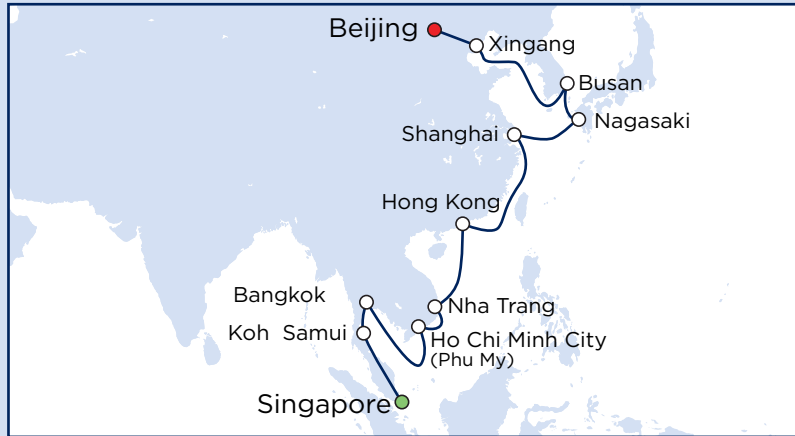 Beijing
Xingang
Busan
Nagasaki
Shanghai
Hong Kong
Bangkok
Nha Trang
Koh Samui
Ho Chi Minh City
(Phu My)
Singapore